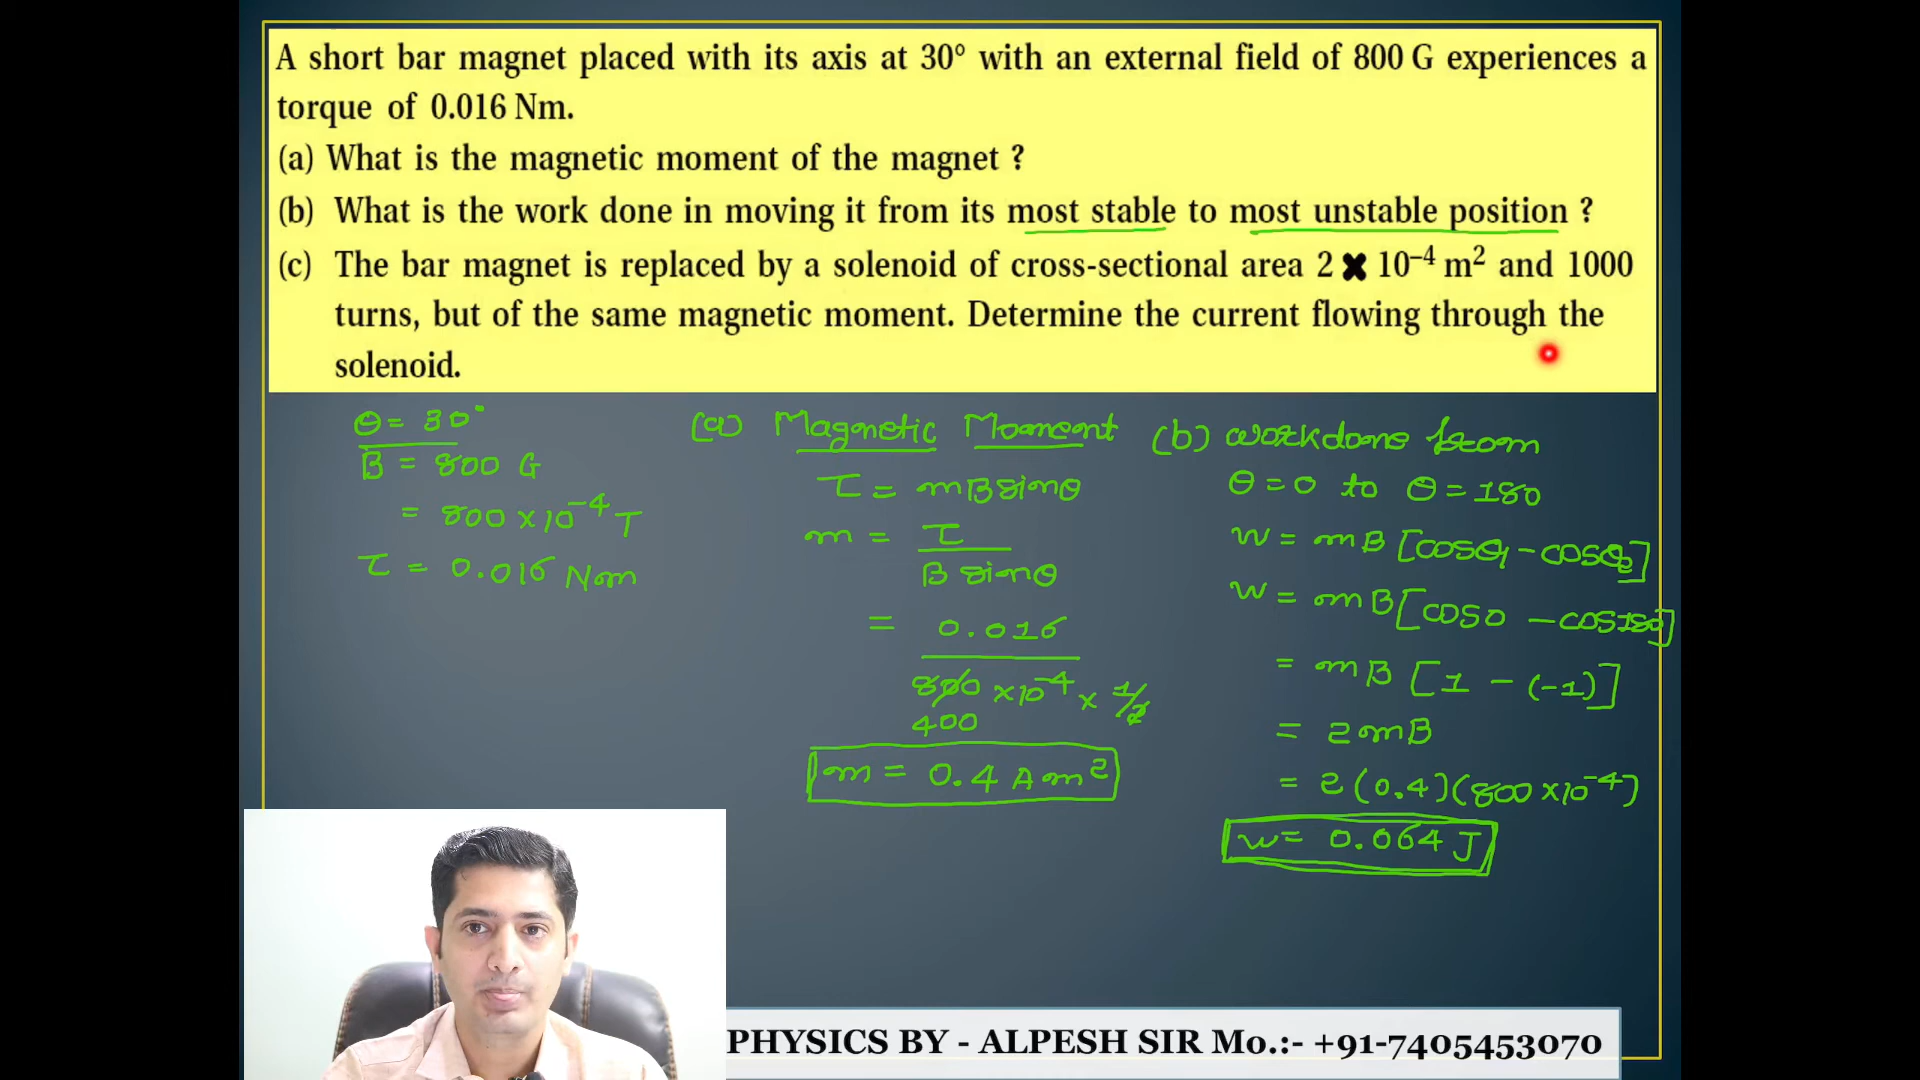 A short bar magnet placed with its axis at 30° with an external field of 800 G experiences a
torque of 0.016 Nm.
(a) What is the magnetic moment of the magnet ?
(b) What is the work done in moving it from its most stable to most unstable position ?
(c) The bar magnet is replaced by a solenoid of cross-sectional area 2 × 10⁻⁴ m² and 1000
turns, but of the same magnetic moment. Determine the current flowing through the
solenoid.
θ = 30°
B = 800 G
= 800 × 10⁻⁴ T
τ = 0.016 Nm
(a) Magnetic Moment
τ = mB sinθ
m = τ / B sinθ
= 0.016
800 × 10⁻⁴ × 1/2
400
m = 0.4 Am²
(b) workdone from
θ = 0 to θ = 180
w = mB [cosθ₁ - cosθ₂]
w = mB [cos0 - cos180]
= mB [1 - (-1)]
= 2mB
= 2(0.4)(800 × 10⁻⁴)
w = 0.064 J
PHYSICS BY - ALPESH SIR Mo.:- +91-7405453070